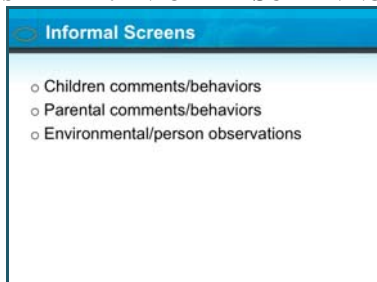 Informal Screens
o Children comments/behaviors
o Parental comments/behaviors
o Environmental/person observations